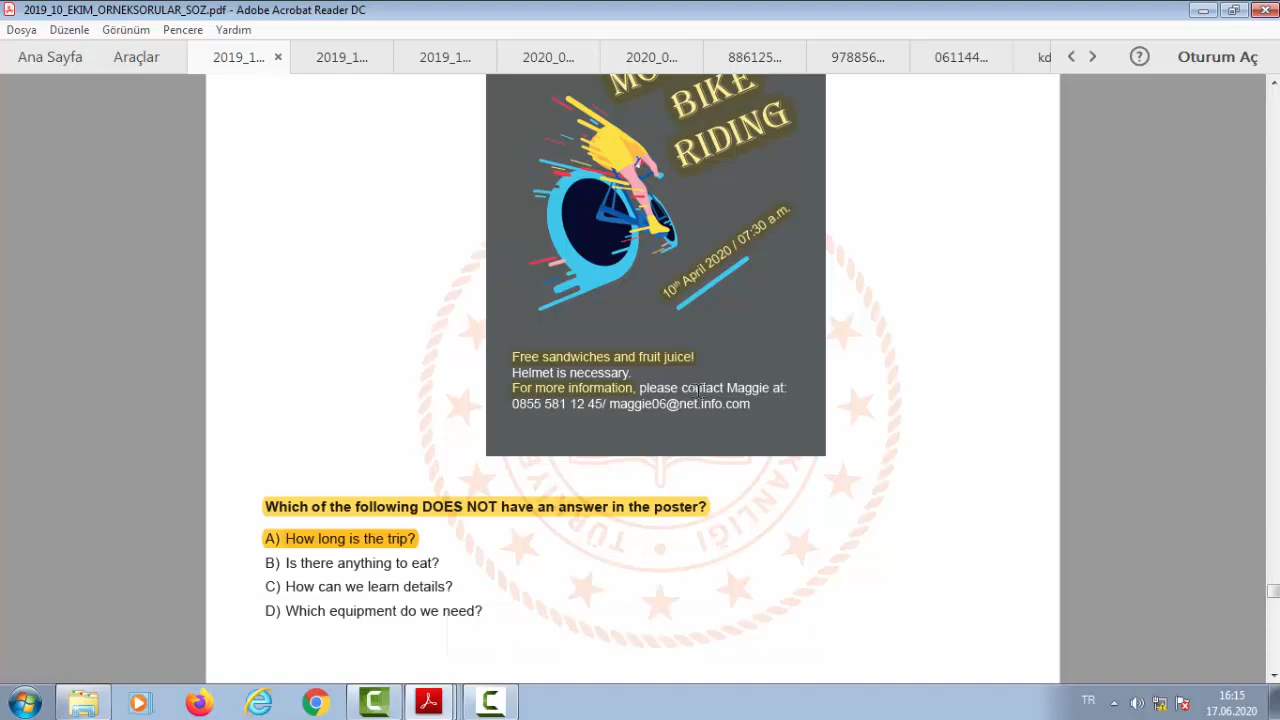 2019_10_EKIM_ORNEKSORULAR_SOZ.pdf - Adobe Acrobat Reader DC
Dosya Düzenle Görünüm Pencere Yardım
Ana Sayfa Araçlar 2019_1... × 2019_1... 2019_1... 2020_0... 2020_0... 886125... 978856... 061144... kd Oturum Aç
BIKE
RIDING
10th April 2020 / 07:30 a.m.
Free sandwiches and fruit juice!
Helmet is necessary.
For more information, please contact Maggie at:
0855 581 12 45/ maggie06@net.info.com
Which of the following DOES NOT have an answer in the poster?
A) How long is the trip?
B) Is there anything to eat?
C) How can we learn details?
D) Which equipment do we need?
TR
16:15
17.06.2020